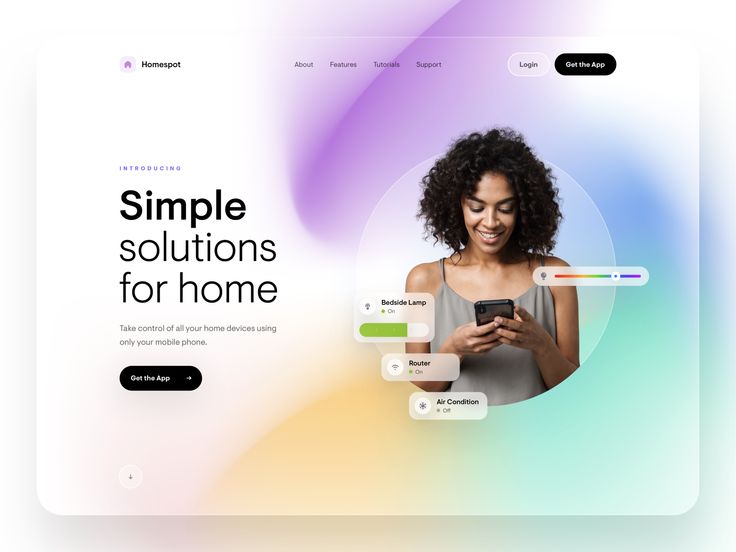 Homespot
About Features Tutorials Support
Login
Get the App
INTRODUCING
Simple
solutions
for home
Take control of all your home devices using
only your mobile phone.
Get the App
Bedside Lamp
On
Router
On
Air Condition
Off